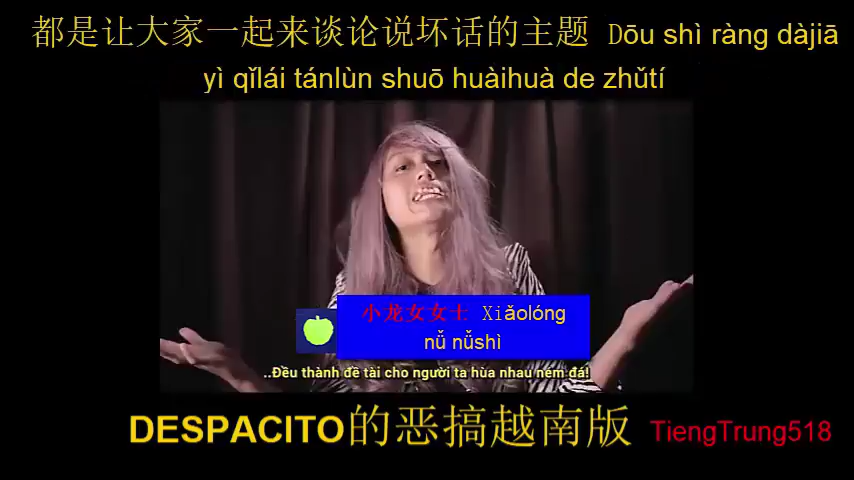 都是让大家一起来谈论说坏话的主题 Dōu shì ràng dàjiā
yì qǐlái tánlùn shuō huàihuà de zhǔtí
小龙女女士 Xiǎolóng
nǚ nǚshì
..Đều thành đề tài cho người ta hùa nhau ném đá!
DESPACITO的恶搞越南版 TiengTrung518